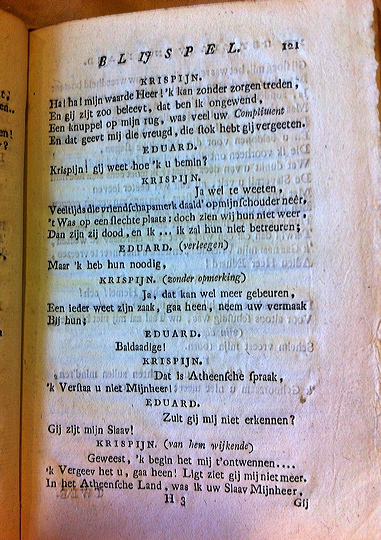 BLIJSPEL. 121
KRISPIJN.
Ha! ha! mijn waarde Heer! 'k kan zonder zorgen treden,
En gij zijt zoo beleevt, dat ben ik ongewend,
Een knuppel op mijn rug, was veel uw Compliment
En dat geevt mij die vreugd, die stok hebt gij vergeeten.
EDUARD.
Krispijn! gij weet hoe 'k u bemin?
KRISPIJN.
Ja wel te weeten,
Veeltijds die vriendschapsmerk daald' op mijn schouder neêr,
't Was op een slechte plaats; doch zien wij hun niet weer,
Dan zijn zij dood, en ik ... ik zal hun niet betreuren;
EDUARD. (verleegen)
Maar 'k heb hun noodig,
KRISPIJN. (zonder opmerking)
Ja, dat kan wel meer gebeuren,
Een ieder weet zijn zaak, gaa heen, neem uw vermaak
Bij hun;
EDUARD.
Baldaadige!
KRISPIJN.
Dat is Atheensche spraak,
'k Verstaa u niet Mijnheer!
EDUARD.
Zult gij mij niet erkennen?
Gij zijt mijn Slaav!
KRISPIJN. (van hem wijkende)
Geweest, 'k begin het mij t'ontwennen....
'k Vergeev het u, gaa heen! Ligt ziet gij mij niet meer.
In het Atheensche Land, was ik uw Slaav Mijnheer,
H 3 Gij